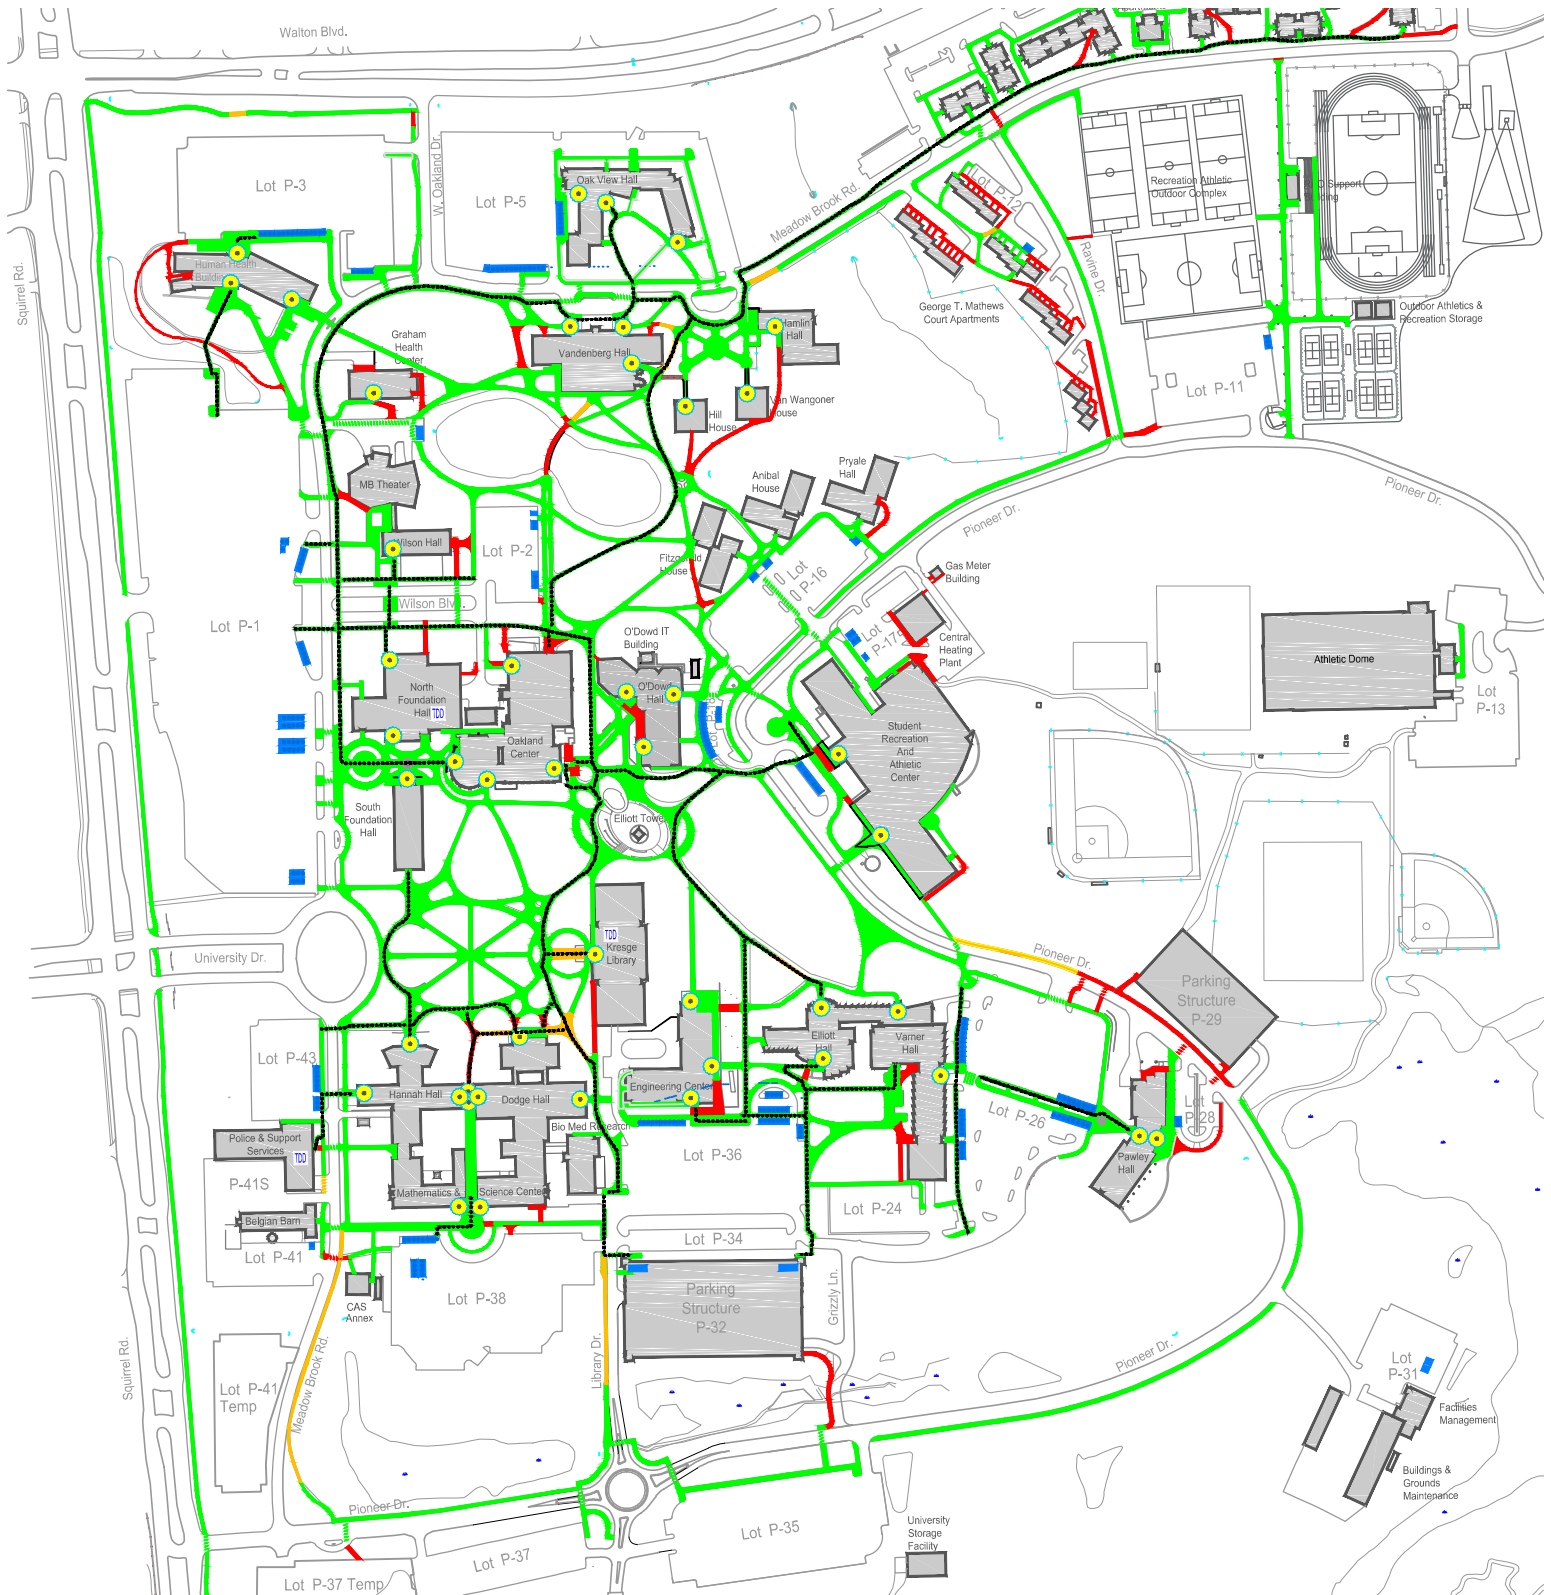 Walton Blvd.
Lot P-3
Lot P-5
W. Oakland Dr.
Oak View Hall
Squirrel Rd.
Human Health
Building
Meadow Brook Rd.
Lot
P-12
Recreation Athletic
Outdoor Complex
Support
Building
Ravine Dr.
George T. Mathews
Court Apartments
Outdoor Athletics &
Recreation Storage
Graham
Health
Center
Vandenberg Hall
Hamlin
Hall
Hill
House
Van Wangoner
House
Lot P-11
MB Theater
Anibal
House
Pryale
Hall
Pioneer Dr.
Pioneer Dr.
Wilson Hall
Lot P-2
Fitzgerald
House
Lot
P-16
Gas Meter
Building
Wilson Blvd.
Lot P-1
O'Dowd IT
Building
Lot
P-17
Central
Heating
Plant
Athletic Dome
North
Foundation
Hall
TDD
O'Dowd
Hall
Lot P-18
Oakland
Center
Student
Recreation
And
Athletic
Center
Lot
P-13
South
Foundation
Hall
Elliott Tower
TDD
Kresge
Library
University Dr.
Pioneer Dr.
Parking
Structure
P-29
Lot P-43
Elliott
Hall
Varner
Hall
Engineering Center
Hannah Hall
Dodge Hall
Lot P-26
Lot
P-28
Bio Med Research
Police & Support
Services
TDD
Lot P-36
Pawley
Hall
P-41S
Mathematics &
Science Center
Lot P-24
Belgian Barn
Lot P-41
Lot P-34
CAS
Annex
Lot P-38
Parking
Structure
P-32
Grizzly Ln.
Meadow Brook Rd.
Library Dr.
Squirrel Rd.
Pioneer Dr.
Lot
P-31
Lot P-41
Temp
Facilities
Management
Buildings &
Grounds
Maintenance
Pioneer Dr.
Lot P-37
Lot P-35
University
Storage
Facility
Lot P-37 Temp